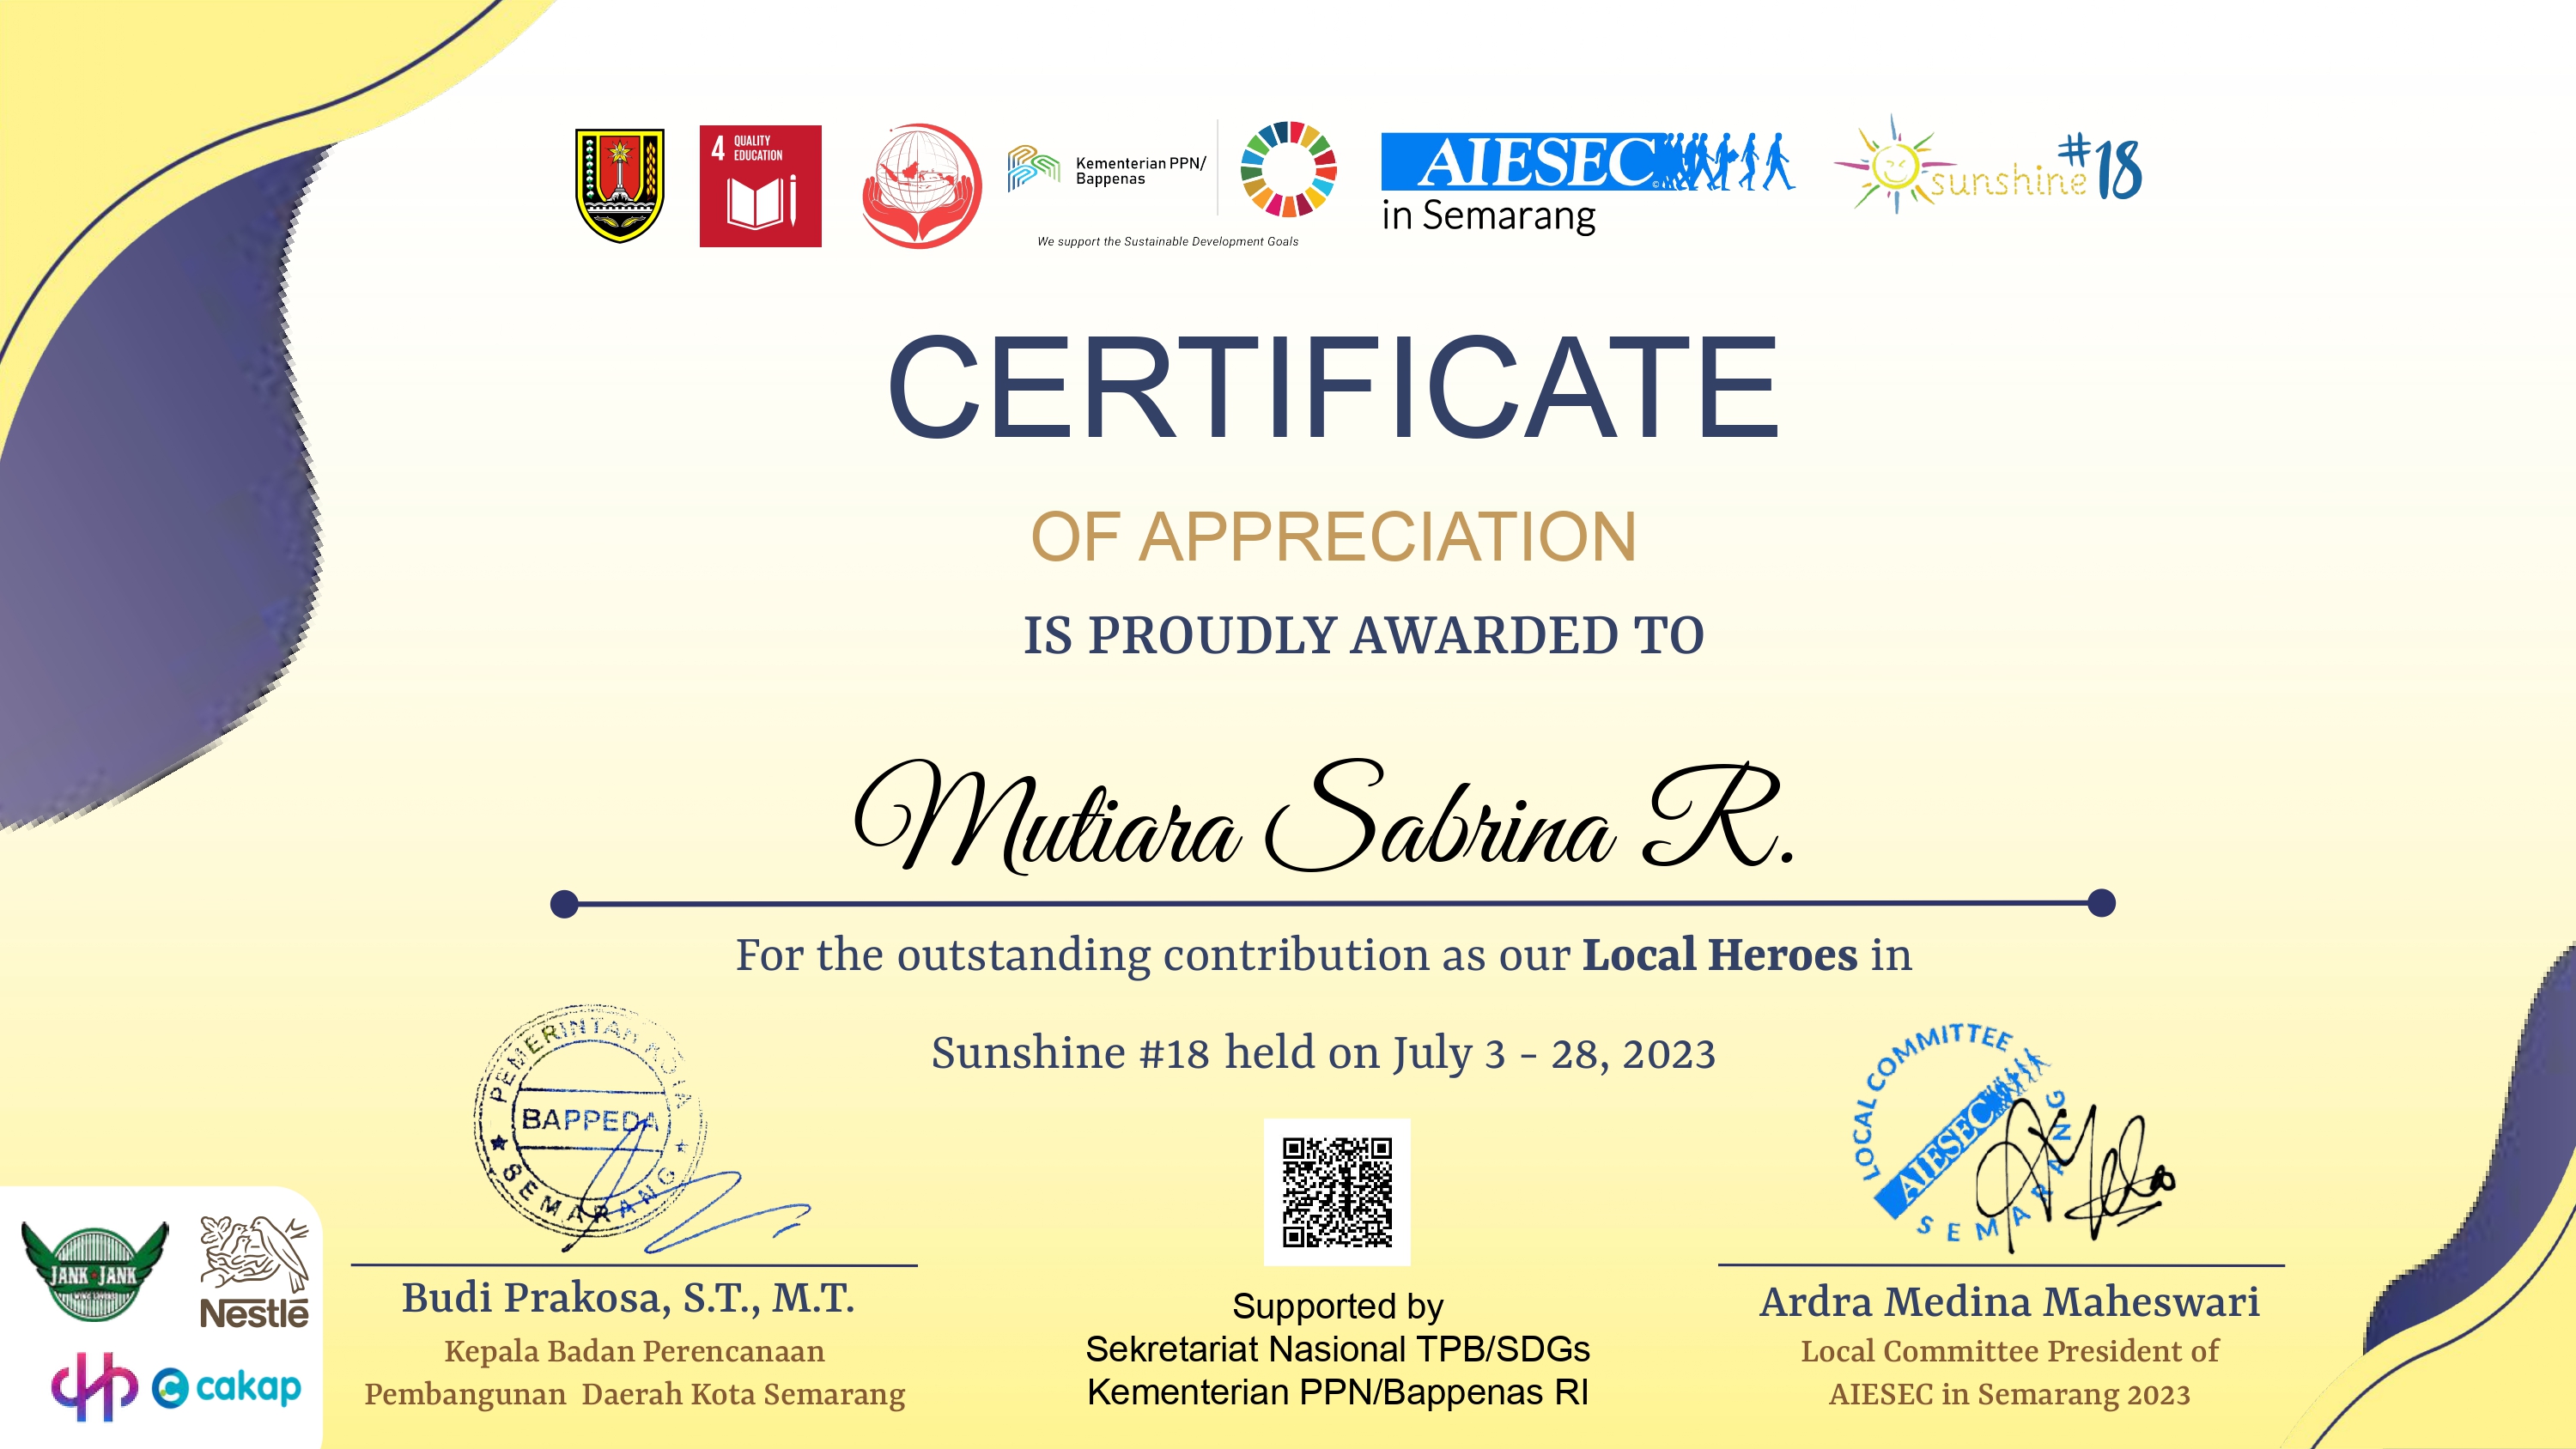 4 QUALITY
EDUCATION
Kementerian PPN/
Bappenas
We support the Sustainable Development Goals
AIESEC
in Semarang
sunshine #18
CERTIFICATE
OF APPRECIATION
IS PROUDLY AWARDED TO
Mutiara Sabrina R.
For the outstanding contribution as our Local Heroes in
Sunshine #18 held on July 3 - 28, 2023
PEMERINTAH KOTA
BAPPEDA
SEMARANG
LOCAL COMMITTEE
AIESEC
SEMARANG
JANK JANK
Nestlé
cakap
Budi Prakosa, S.T., M.T.
Kepala Badan Perencanaan
Pembangunan  Daerah Kota Semarang
Supported by
Sekretariat Nasional TPB/SDGs
Kementerian PPN/Bappenas RI
Ardra Medina Maheswari
Local Committee President of
AIESEC in Semarang 2023